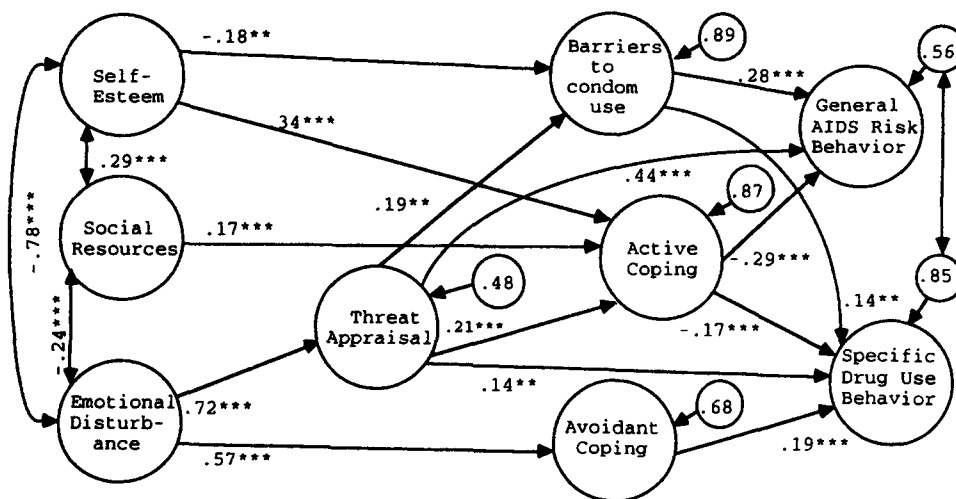 -.18**
Barriers
to
condom
use
.89
.56
Self-
Esteem
.28***
General
AIDS Risk
Behavior
.34***
.29***
.44***
.87
-.78***
Social
Resources
.17***
.19**
Active
Coping
-.29***
.48
.85
-.24***
Threat
Appraisal
.21***
-.17***
.14**
Specific
Drug Use
Behavior
Emotional
Disturb-
ance
.72***
.14**
.68
Avoidant
Coping
.57***
.19***